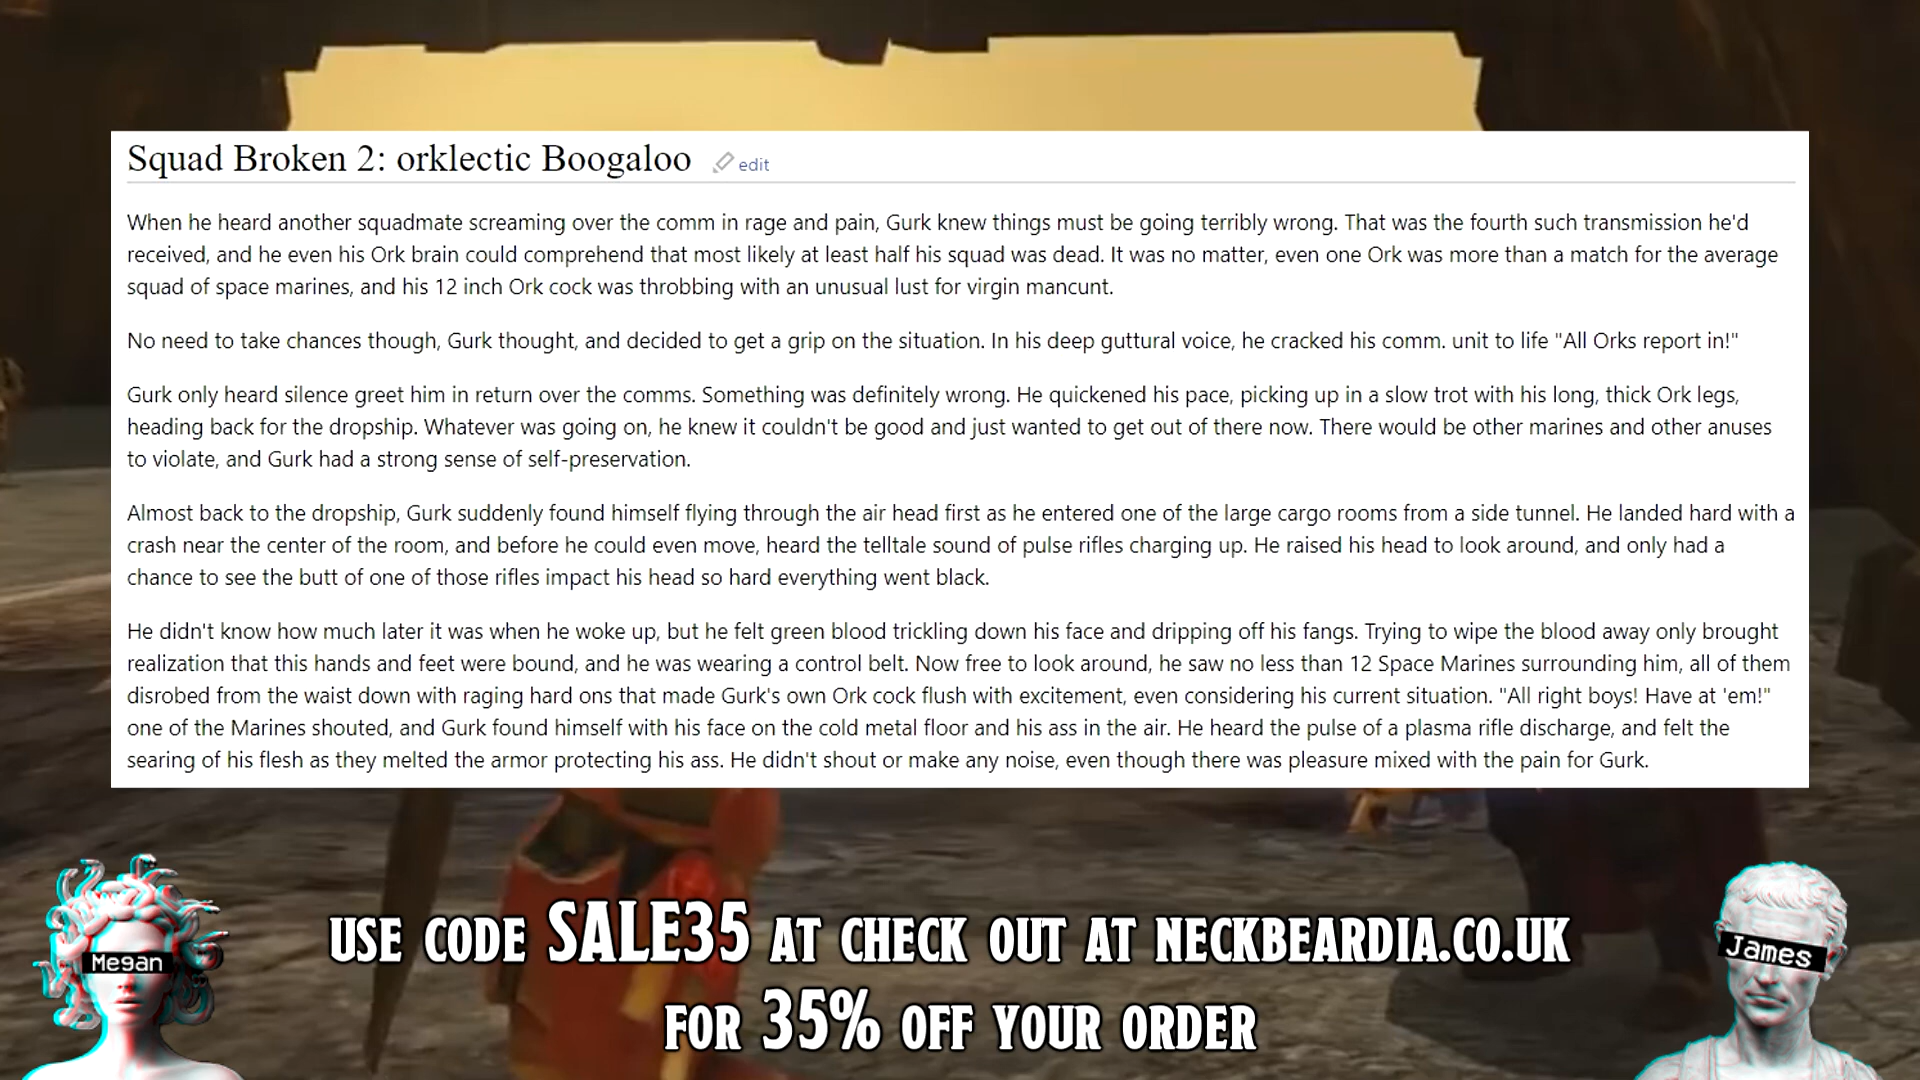 Squad Broken 2: orklectic Boogaloo edit
When he heard another squadmate screaming over the comm in rage and pain, Gurk knew things must be going terribly wrong. That was the fourth such transmission he'd
received, and he even his Ork brain could comprehend that most likely at least half his squad was dead. It was no matter, even one Ork was more than a match for the average
squad of space marines, and his 12 inch Ork cock was throbbing with an unusual lust for virgin mancunt.
No need to take chances though, Gurk thought, and decided to get a grip on the situation. In his deep guttural voice, he cracked his comm. unit to life "All Orks report in!"
Gurk only heard silence greet him in return over the comms. Something was definitely wrong. He quickened his pace, picking up in a slow trot with his long, thick Ork legs,
heading back for the dropship. Whatever was going on, he knew it couldn't be good and just wanted to get out of there now. There would be other marines and other anuses
to violate, and Gurk had a strong sense of self-preservation.
Almost back to the dropship, Gurk suddenly found himself flying through the air head first as he entered one of the large cargo rooms from a side tunnel. He landed hard with a
crash near the center of the room, and before he could even move, heard the telltale sound of pulse rifles charging up. He raised his head to look around, and only had a
chance to see the butt of one of those rifles impact his head so hard everything went black.
He didn't know how much later it was when he woke up, but he felt green blood trickling down his face and dripping off his fangs. Trying to wipe the blood away only brought
realization that this hands and feet were bound, and he was wearing a control belt. Now free to look around, he saw no less than 12 Space Marines surrounding him, all of them
disrobed from the waist down with raging hard ons that made Gurk's own Ork cock flush with excitement, even considering his current situation. "All right boys! Have at 'em!"
one of the Marines shouted, and Gurk found himself with his face on the cold metal floor and his ass in the air. He heard the pulse of a plasma rifle discharge, and felt the
searing of his flesh as they melted the armor protecting his ass. He didn't shout or make any noise, even though there was pleasure mixed with the pain for Gurk.
Megan
USE CODE SALE35 AT CHECK OUT AT NECKBEARDIA.CO.UK
FOR 35% OFF YOUR ORDER
James